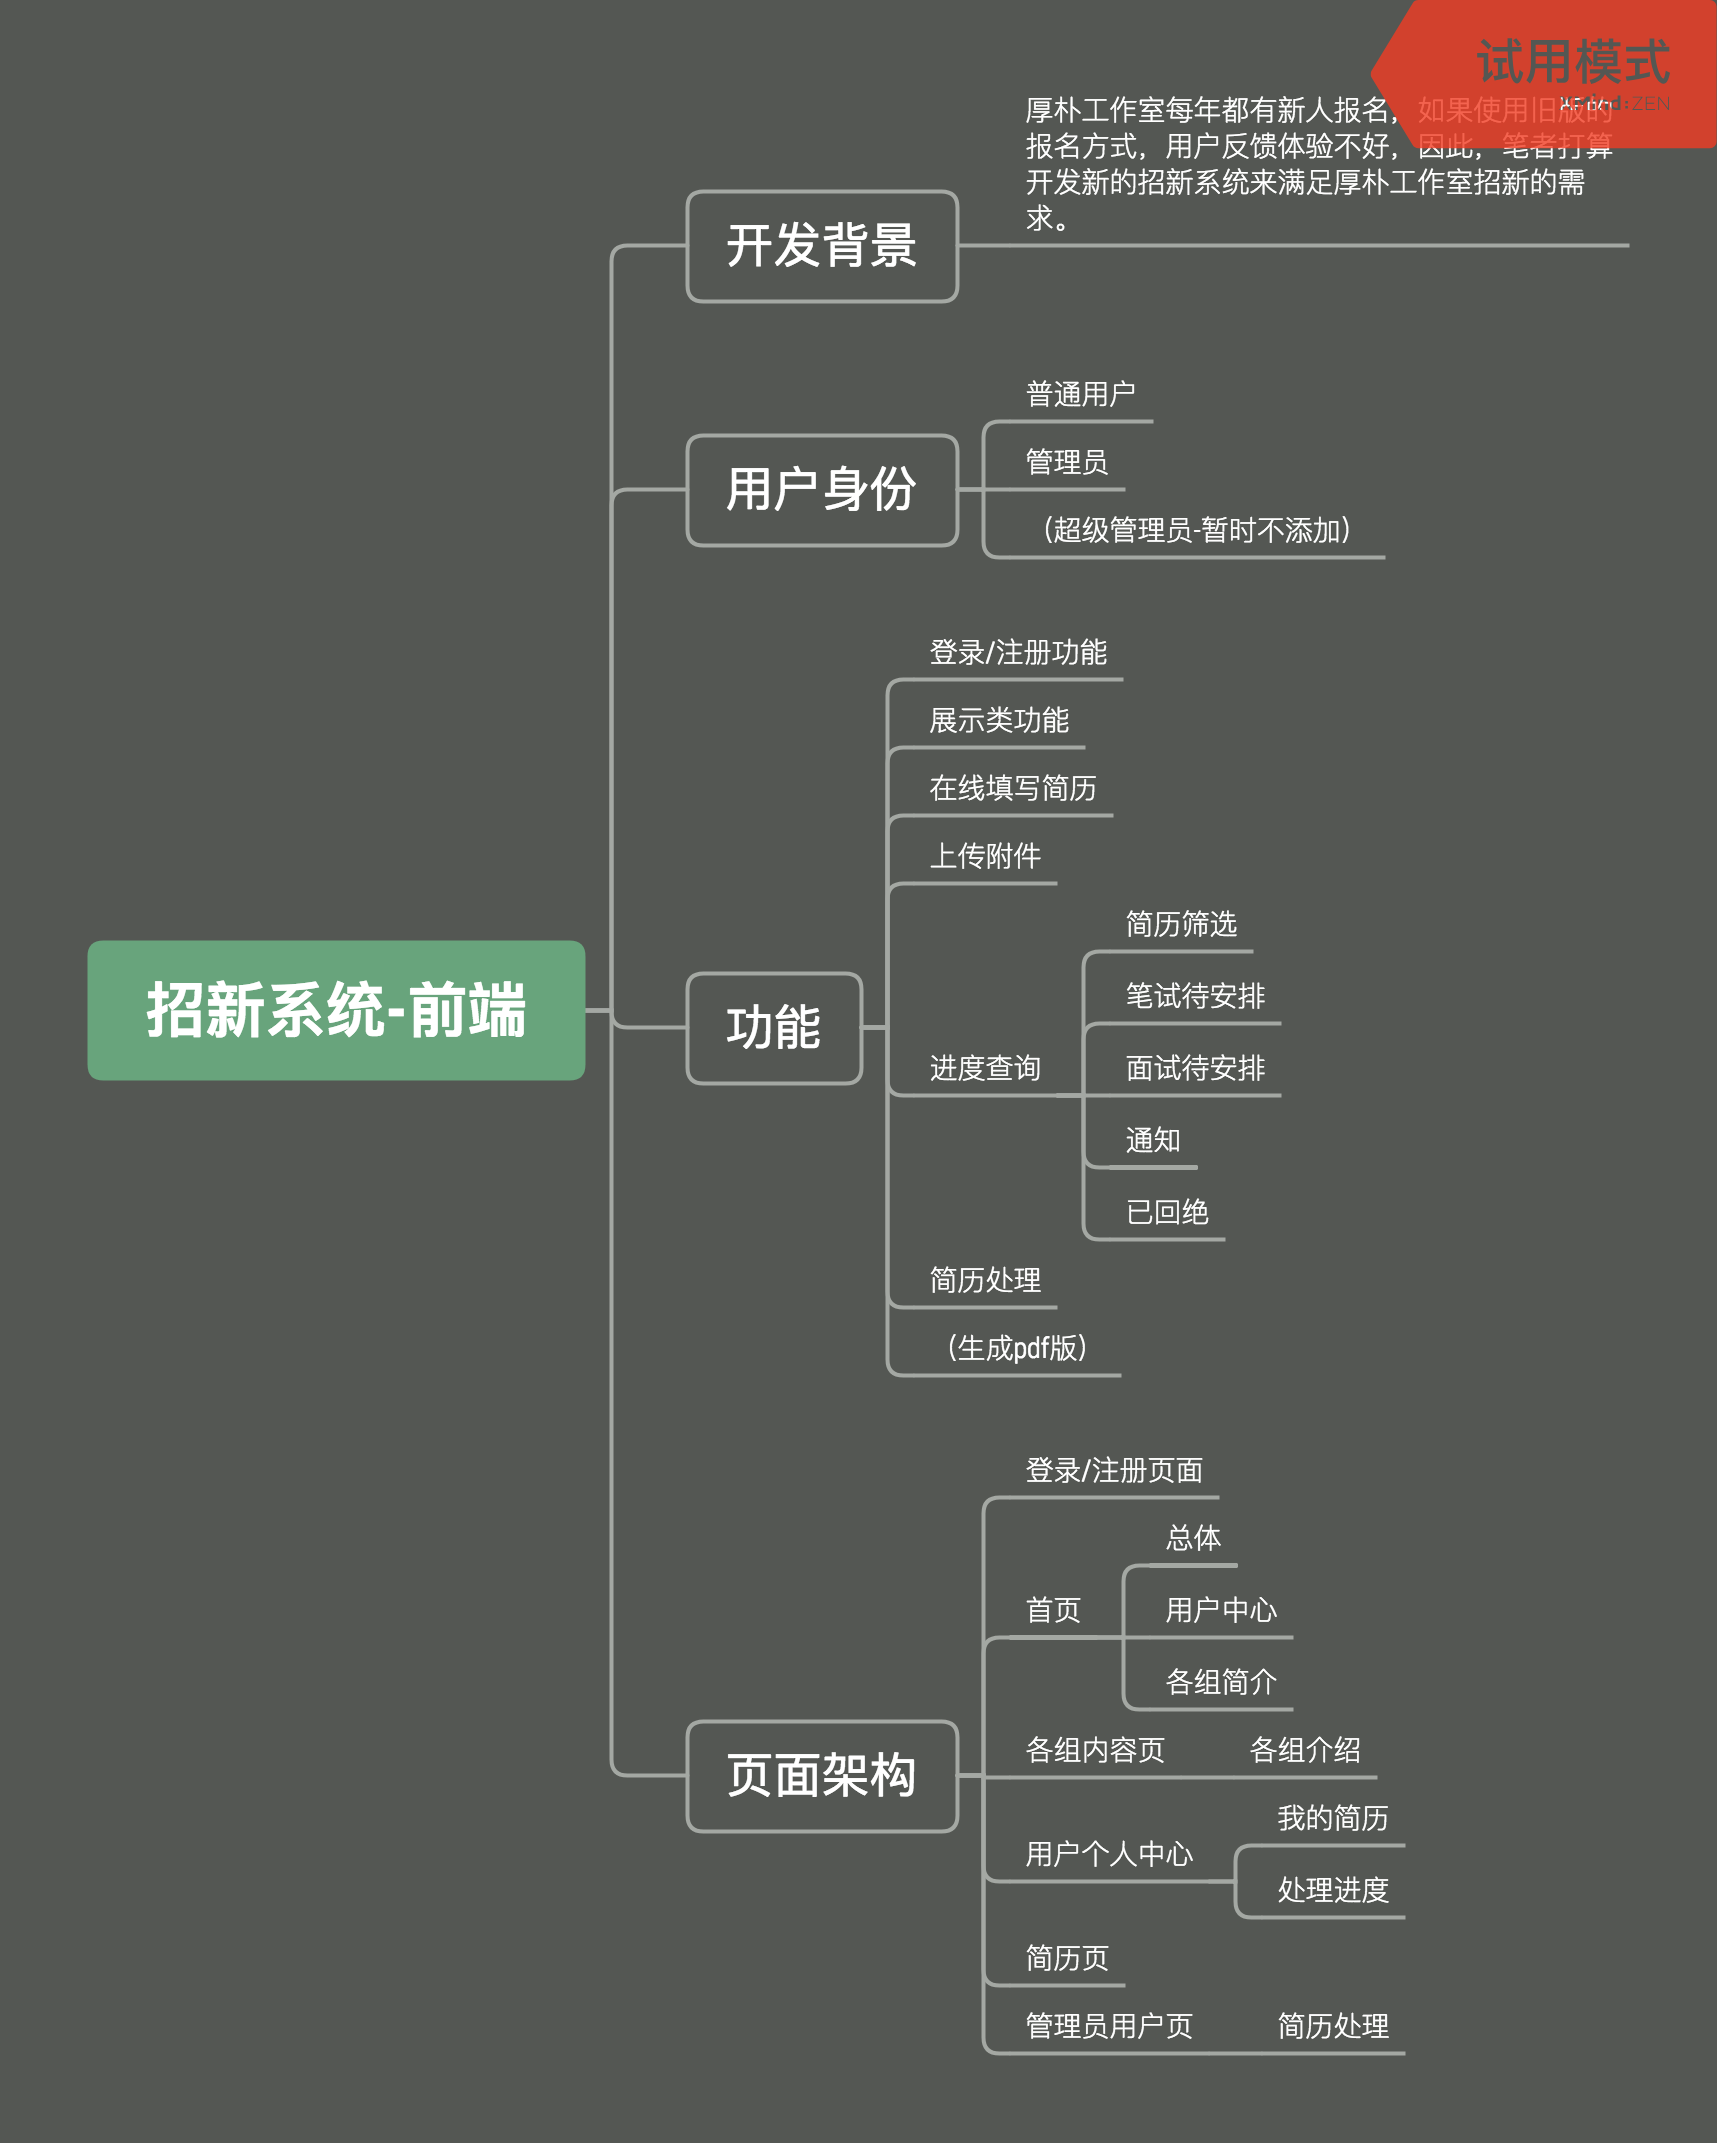 试用模式
XMind:ZEN
厚朴工作室每年都有新人报名，如果使用旧版的
报名方式，用户反馈体验不好，因此，笔者打算
开发新的招新系统来满足厚朴工作室招新的需
求。
开发背景
普通用户
用户身份
管理员
（超级管理员-暂时不添加）
登录/注册功能
展示类功能
在线填写简历
上传附件
简历筛选
笔试待安排
招新系统-前端
功能
进度查询
面试待安排
通知
已回绝
简历处理
（生成pdf版）
登录/注册页面
总体
首页
用户中心
各组简介
页面架构
各组内容页
各组介绍
我的简历
用户个人中心
处理进度
简历页
管理员用户页
简历处理